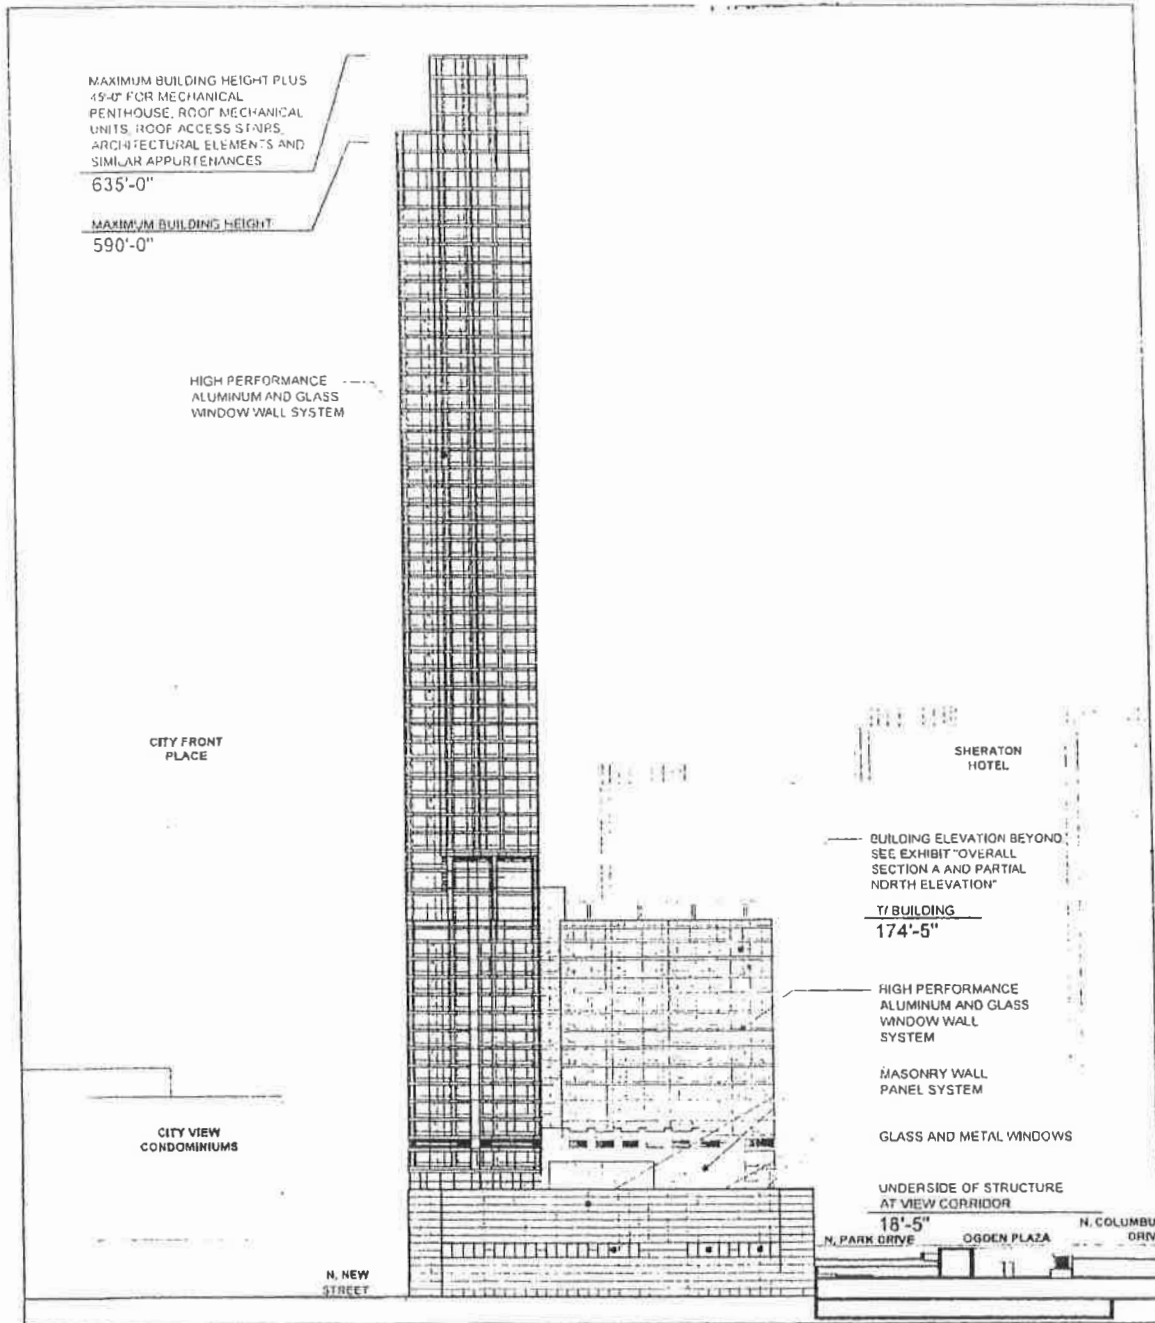 MAXIMUM BUILDING HEIGHT PLUS
45'-0" FOR MECHANICAL
PENTHOUSE, ROOF MECHANICAL
UNITS, ROOF ACCESS STAIRS,
ARCHITECTURAL ELEMENTS AND
SIMILAR APPURTENANCES
635'-0"
MAXIMUM BUILDING HEIGHT
590'-0"
HIGH PERFORMANCE
ALUMINUM AND GLASS
WINDOW WALL SYSTEM
CITY FRONT
PLACE
SHERATON
HOTEL
BUILDING ELEVATION BEYOND
SEE EXHIBIT "OVERALL
SECTION A AND PARTIAL
NORTH ELEVATION"
T/ BUILDING
174'-5"
HIGH PERFORMANCE
ALUMINUM AND GLASS
WINDOW WALL
SYSTEM
MASONRY WALL
PANEL SYSTEM
CITY VIEW
CONDOMINIUMS
GLASS AND METAL WINDOWS
UNDERSIDE OF STRUCTURE
AT VIEW CORRIDOR
18'-5"
N. PARK DRIVE
OGDEN PLAZA
N. COLUMBU
DRIV
N. NEW
STREET